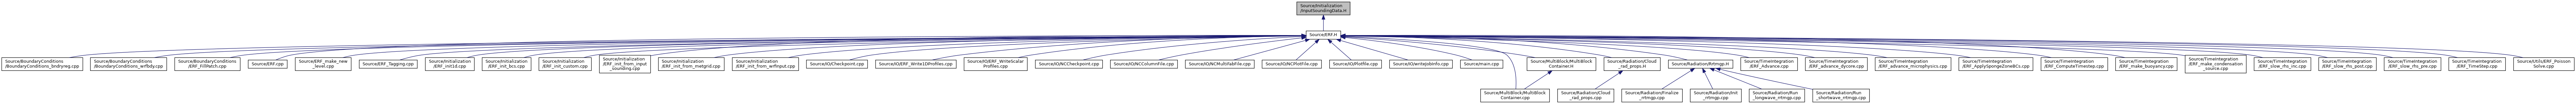 Source/Initialization
/InputSoundingData.H
Source/ERF.H
Source/BoundaryConditions
/BoundaryConditions_bndryreg.cpp
Source/BoundaryConditions
/BoundaryConditions_wrfbdy.cpp
Source/BoundaryConditions
/ERF_FillPatch.cpp
Source/ERF.cpp
Source/ERF_make_new
_level.cpp
Source/ERF_Tagging.cpp
Source/Initialization
/ERF_init1d.cpp
Source/Initialization
/ERF_init_bcs.cpp
Source/Initialization
/ERF_init_custom.cpp
Source/Initialization
/ERF_init_from_input
_sounding.cpp
Source/Initialization
/ERF_init_from_metgrid.cpp
Source/Initialization
/ERF_init_from_wrfinput.cpp
Source/IO/Checkpoint.cpp
Source/IO/ERF_Write1DProfiles.cpp
Source/IO/ERF_WriteScalar
Profiles.cpp
Source/IO/NCCheckpoint.cpp
Source/IO/NCColumnFile.cpp
Source/IO/NCMultiFabFile.cpp
Source/IO/NCPlotFile.cpp
Source/IO/Plotfile.cpp
Source/IO/writeJobInfo.cpp
Source/main.cpp
Source/MultiBlock/MultiBlock
Container.H
Source/Radiation/Cloud
_rad_props.H
Source/Radiation/Rrtmgp.H
Source/TimeIntegration
/ERF_Advance.cpp
Source/TimeIntegration
/ERF_advance_dycore.cpp
Source/TimeIntegration
/ERF_advance_microphysics.cpp
Source/TimeIntegration
/ERF_ApplySpongeZoneBCs.cpp
Source/TimeIntegration
/ERF_ComputeTimestep.cpp
Source/TimeIntegration
/ERF_make_buoyancy.cpp
Source/TimeIntegration
/ERF_make_condensation
_source.cpp
Source/TimeIntegration
/ERF_slow_rhs_inc.cpp
Source/TimeIntegration
/ERF_slow_rhs_post.cpp
Source/TimeIntegration
/ERF_slow_rhs_pre.cpp
Source/TimeIntegration
/ERF_TimeStep.cpp
Source/Utils/ERF_Poisson
Solve.cpp
Source/MultiBlock/MultiBlock
Container.cpp
Source/Radiation/Cloud
_rad_props.cpp
Source/Radiation/Finalize
_rrtmgp.cpp
Source/Radiation/Init
_rrtmgp.cpp
Source/Radiation/Run
_longwave_rrtmgp.cpp
Source/Radiation/Run
_shortwave_rrtmgp.cpp